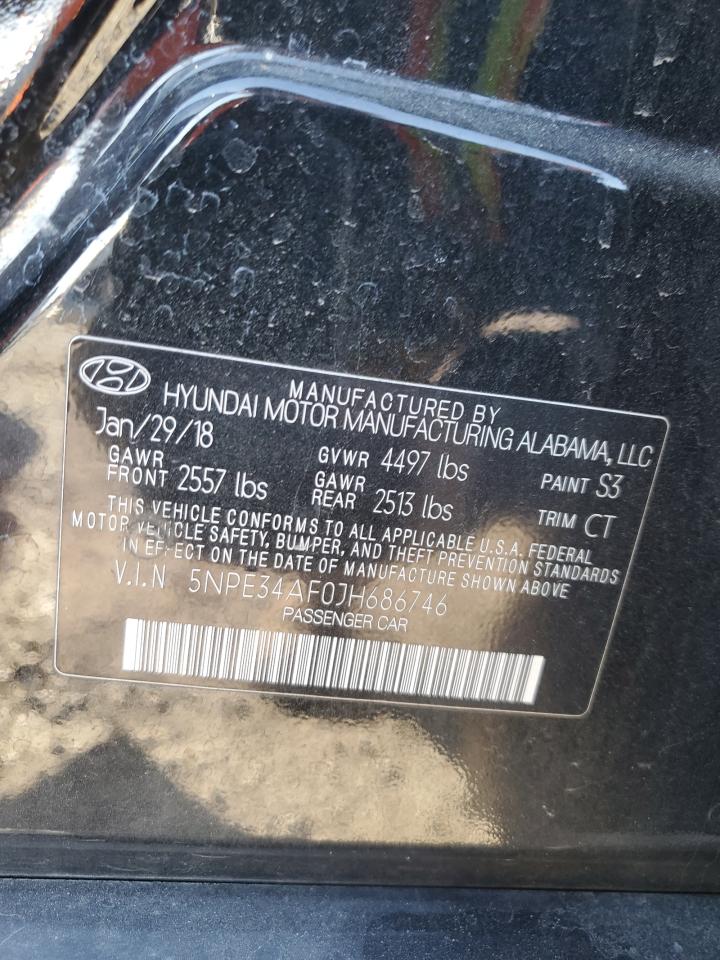 MANUFACTURED BY
HYUNDAI MOTOR MANUFACTURING ALABAMA, LLC
Jan/29/18 GVWR 4497 lbs PAINT S3
GAWR FRONT 2557 lbs GAWR REAR 2513 lbs TRIM CT
THIS VEHICLE CONFORMS TO ALL APPLICABLE U.S.A. FEDERAL
MOTOR VEHICLE SAFETY, BUMPER, AND THEFT PREVENTION STANDARDS
IN EFFECT ON THE DATE OF MANUFACTURE SHOWN ABOVE
V.I.N 5NPE34AF0JH686746
PASSENGER CAR